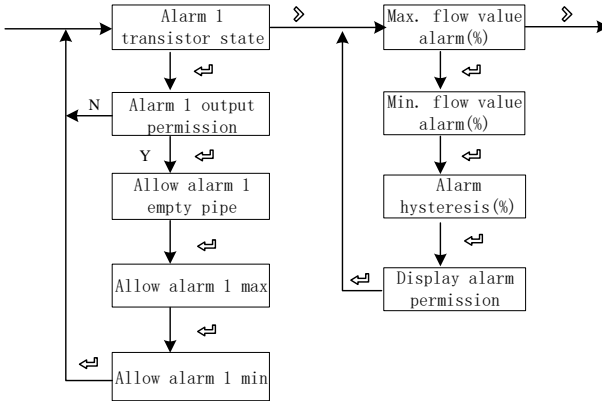 Alarm 1
transistor state
Max. flow value
alarm(%)
N
Alarm 1 output
permission
Min. flow value
alarm(%)
Y
Allow alarm 1
empty pipe
Alarm
hysteresis(%)
Allow alarm 1 max
Display alarm
permission
Allow alarm 1 min